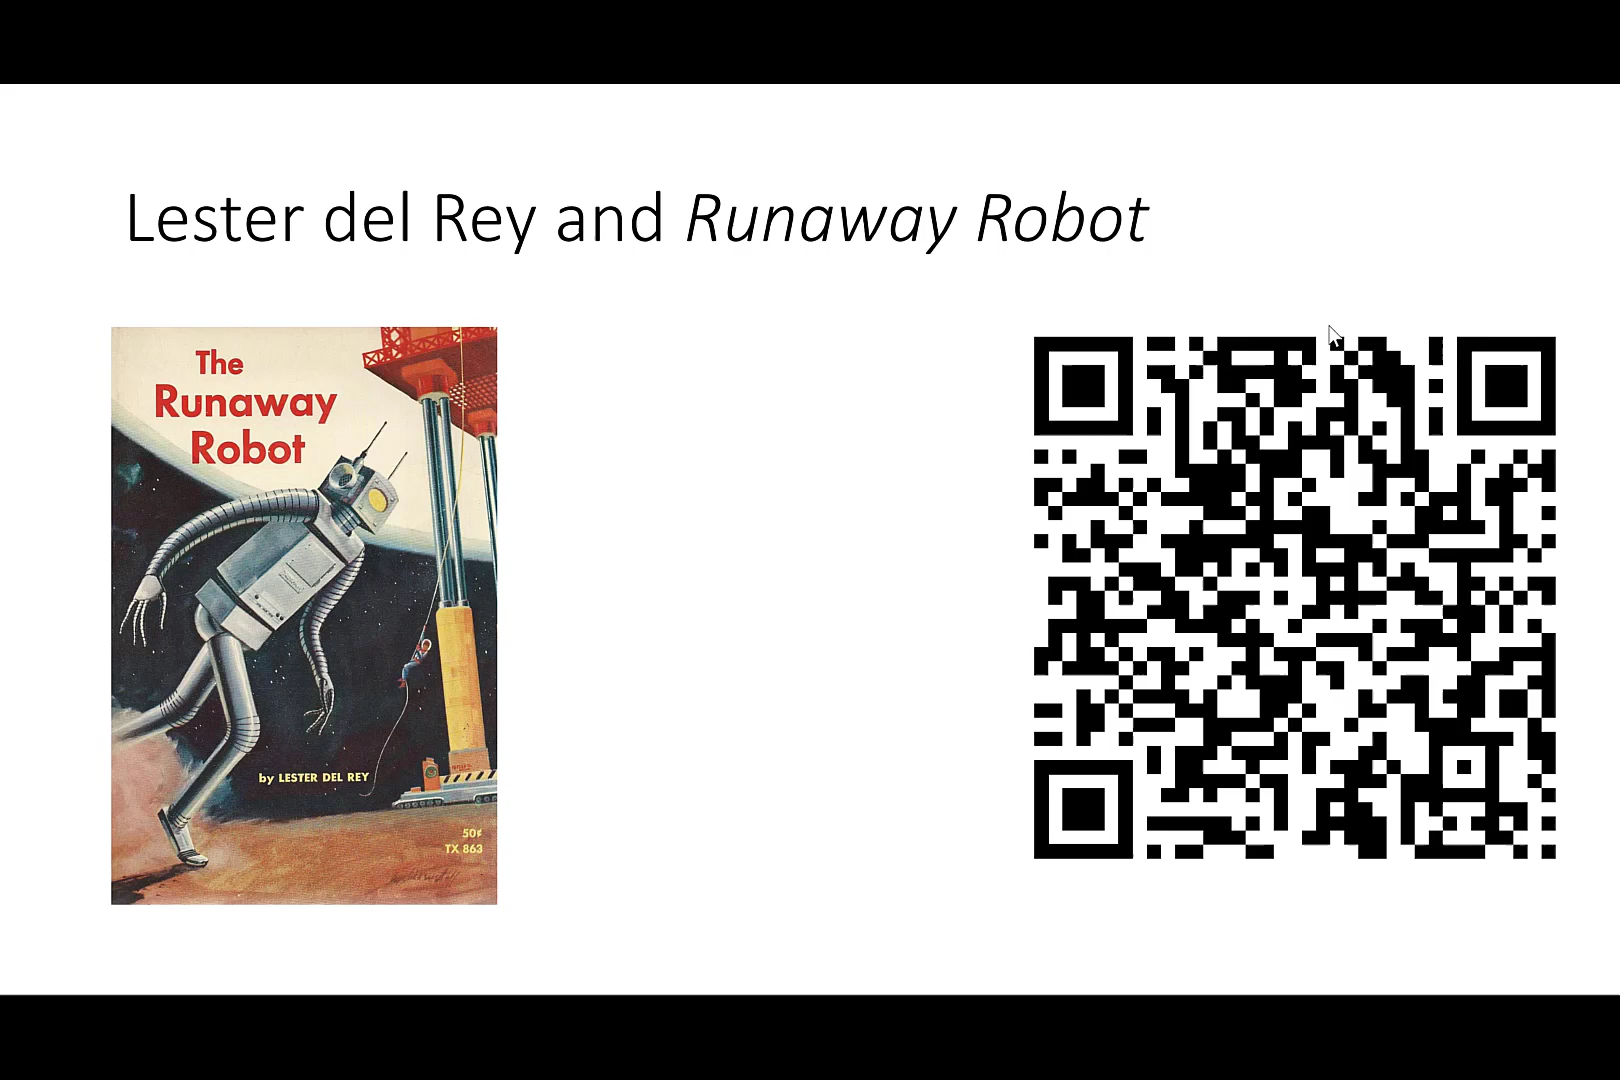 Lester del Rey and Runaway Robot
The
Runaway
Robot
by LESTER DEL REY
50¢
TX 863